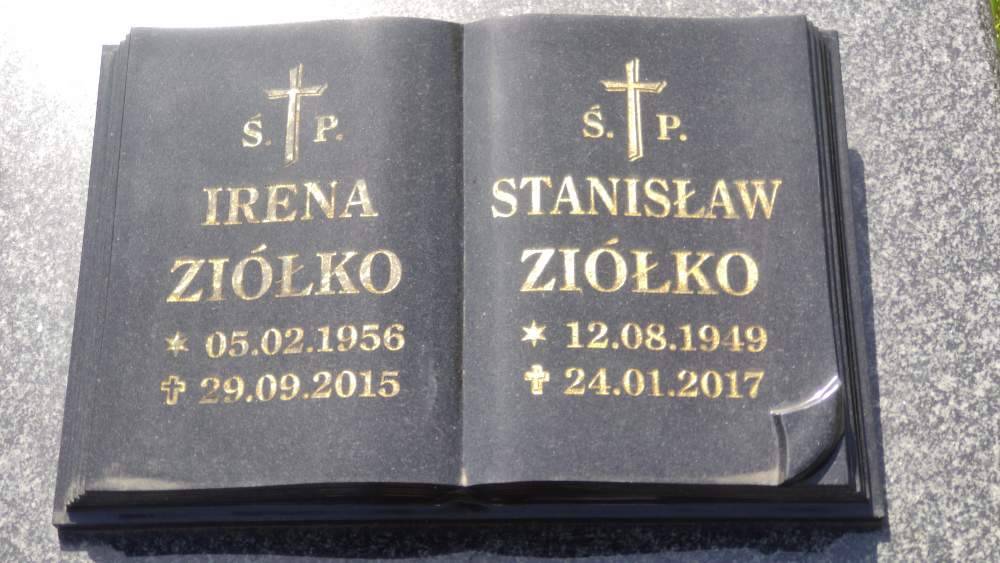 Ś. P.
IRENA
ZIÓŁKO
05.02.1956
29.09.2015
Ś. P.
STANISŁAW
ZIÓŁKO
12.08.1949
24.01.2017